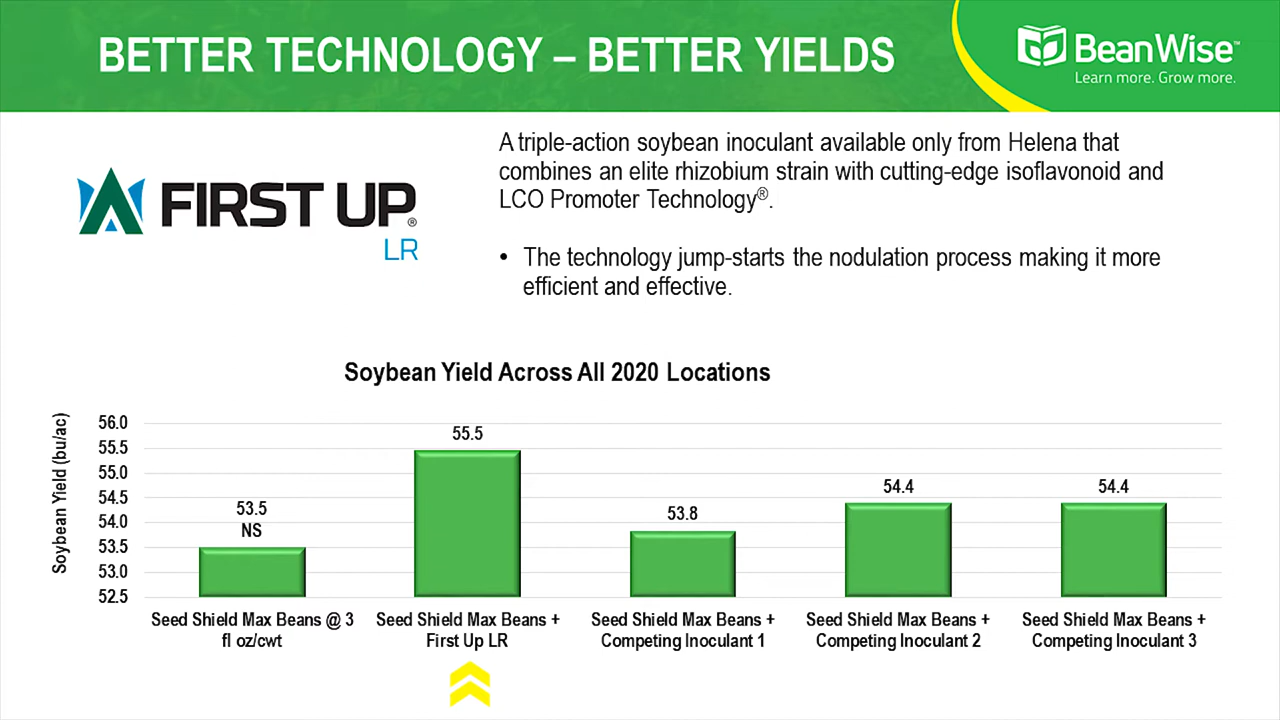 BETTER TECHNOLOGY – BETTER YIELDS
BeanWise™
Learn more. Grow more.
FIRST UP®
LR
A triple-action soybean inoculant available only from Helena that
combines an elite rhizobium strain with cutting-edge isoflavonoid and
LCO Promoter Technology®.
• The technology jump-starts the nodulation process making it more
efficient and effective.
Soybean Yield Across All 2020 Locations
Soybean Yield (bu/ac)
56.0
55.5
55.0
54.5
54.0
53.5
53.0
52.5
53.5
NS
55.5
53.8
54.4
54.4
Seed Shield Max Beans @ 3
fl oz/cwt
Seed Shield Max Beans +
First Up LR
Seed Shield Max Beans +
Competing Inoculant 1
Seed Shield Max Beans +
Competing Inoculant 2
Seed Shield Max Beans +
Competing Inoculant 3